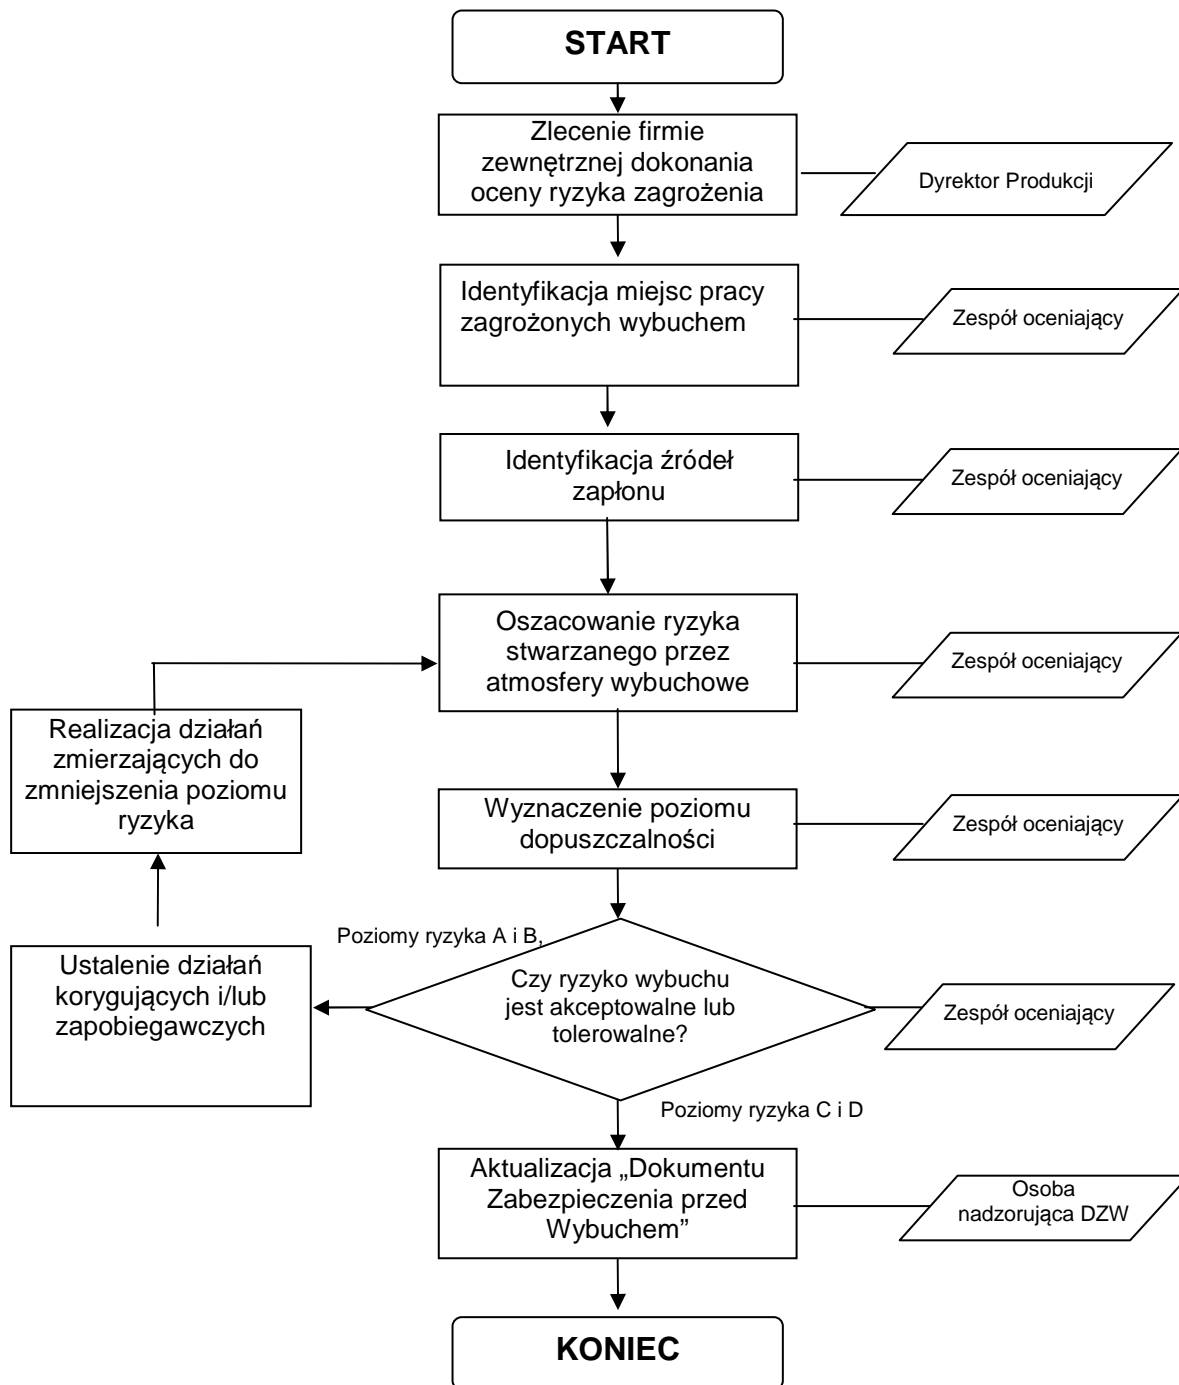 START
Zlecenie firmie
zewnętrznej dokonania
oceny ryzyka zagrożenia
Dyrektor Produkcji
Identyfikacja miejsc pracy
zagrożonych wybuchem
Zespół oceniający
Identyfikacja źródeł
zapłonu
Zespół oceniający
Oszacowanie ryzyka
stwarzanego przez
atmosfery wybuchowe
Zespół oceniający
Realizacja działań
zmierzających do
zmniejszenia poziomu
ryzyka
Wyznaczenie poziomu
dopuszczalności
Zespół oceniający
Poziomy ryzyka A i B,
Ustalenie działań
korygujących i/lub
zapobiegawczych
Czy ryzyko wybuchu
jest akceptowalne lub
tolerowalne?
Zespół oceniający
Poziomy ryzyka C i D
Aktualizacja „Dokumentu
Zabezpieczenia przed
Wybuchem”
Osoba
nadzorująca DZW
KONIEC